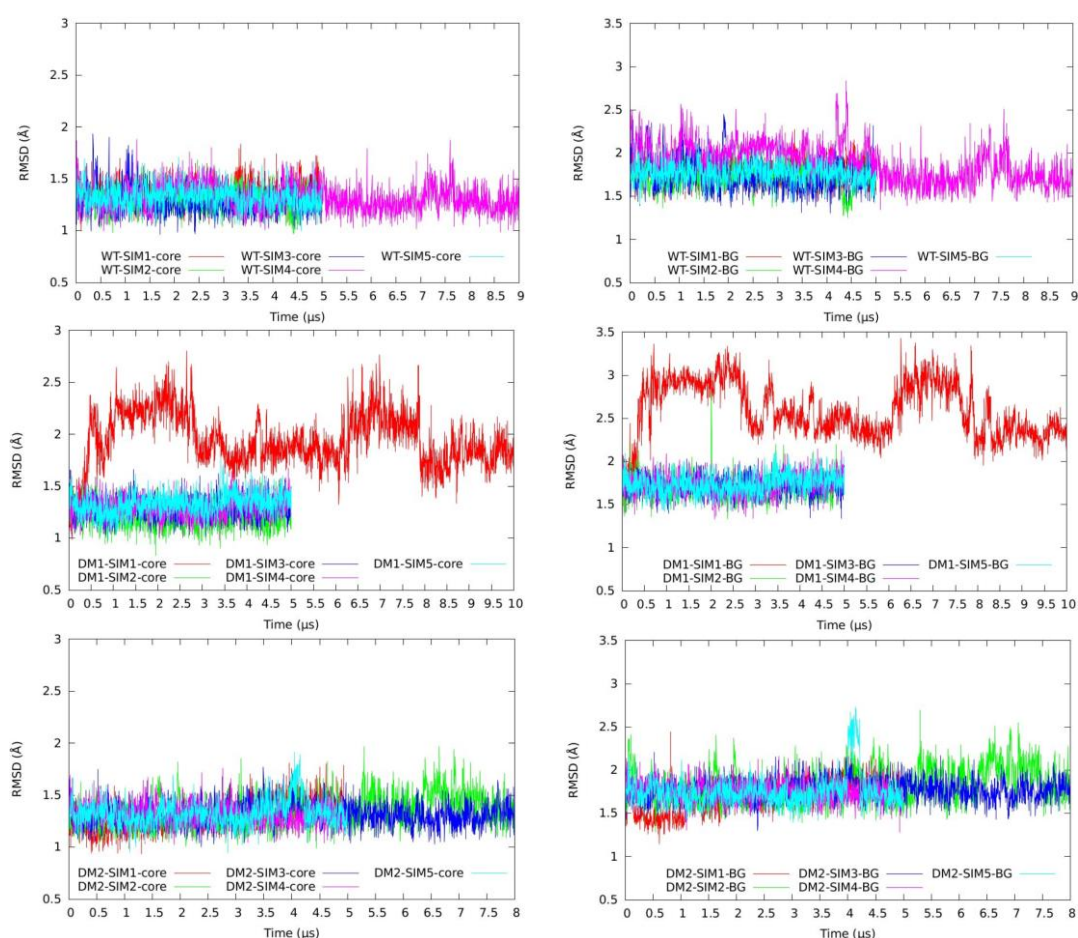 3
2.5
2
1.5
1
0.5
RMSD (Å)
WT-SIM1-core WT-SIM3-core WT-SIM5-core
WT-SIM2-core WT-SIM4-core
0 0.5 1 1.5 2 2.5 3 3.5 4 4.5 5 5.5 6 6.5 7 7.5 8 8.5 9
Time (μs)
3.5
3
2.5
2
1.5
1
0.5
RMSD (Å)
WT-SIM1-BG WT-SIM3-BG WT-SIM5-BG
WT-SIM2-BG WT-SIM4-BG
0 0.5 1 1.5 2 2.5 3 3.5 4 4.5 5 5.5 6 6.5 7 7.5 8 8.5 9
Time (μs)
3
2.5
2
1.5
1
0.5
RMSD (Å)
DM1-SIM1-core DM1-SIM3-core DM1-SIM5-core
DM1-SIM2-core DM1-SIM4-core
0 0.5 1 1.5 2 2.5 3 3.5 4 4.5 5 5.5 6 6.5 7 7.5 8 8.5 9 9.5 10
Time (μs)
3.5
3
2.5
2
1.5
1
0.5
RMSD (Å)
DM1-SIM1-BG DM1-SIM3-BG DM1-SIM5-BG
DM1-SIM2-BG DM1-SIM4-BG
0 0.5 1 1.5 2 2.5 3 3.5 4 4.5 5 5.5 6 6.5 7 7.5 8 8.5 9 9.5 10
Time (μs)
3
2.5
2
1.5
1
0.5
RMSD (Å)
DM2-SIM1-core DM2-SIM3-core DM2-SIM5-core
DM2-SIM2-core DM2-SIM4-core
0 0.5 1 1.5 2 2.5 3 3.5 4 4.5 5 5.5 6 6.5 7 7.5 8
Time (μs)
3.5
3
2.5
2
1.5
1
0.5
RMSD (Å)
DM2-SIM1-BG DM2-SIM3-BG DM2-SIM5-BG
DM2-SIM2-BG DM2-SIM4-BG
0 0.5 1 1.5 2 2.5 3 3.5 4 4.5 5 5.5 6 6.5 7 7.5 8
Time (μs)